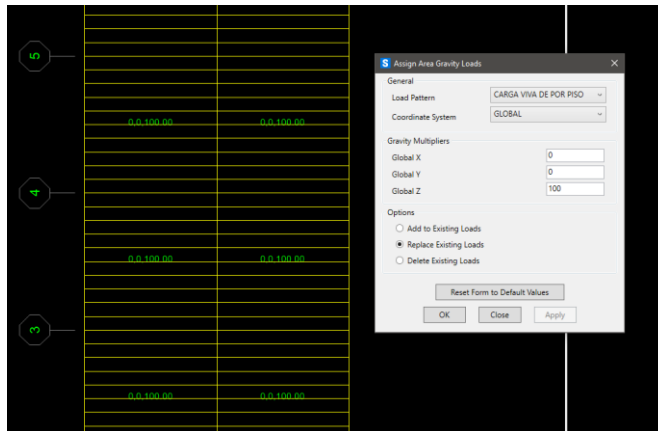 5
4
3
0,0,100.00 0,0,100.00
0,0,100.00 0,0,100.00
0,0,100.00 0,0,100.00
S Assign Area Gravity Loads
General
Load Pattern CARGA VIVA DE POR PISO
Coordinate System GLOBAL
Gravity Multipliers
Global X 0
Global Y 0
Global Z 100
Options
Add to Existing Loads
Replace Existing Loads
Delete Existing Loads
Reset Form to Default Values
OK Close Apply